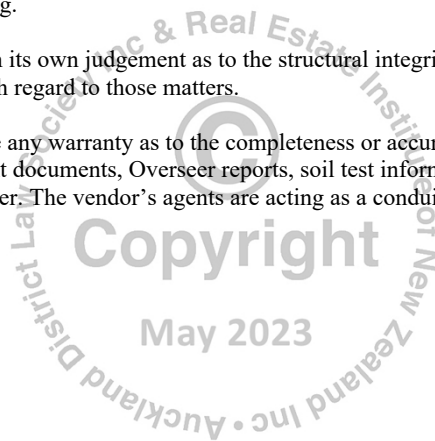 g.
its own judgement as to the structural integri
regard to those matters.
any warranty as to the completeness or accur
t documents, Overseer reports, soil test inform
er. The vendor’s agents are acting as a condui
Auckland District Law Society Inc & Real Estate Institute of New Zealand Inc •
©
Copyright
May 2023